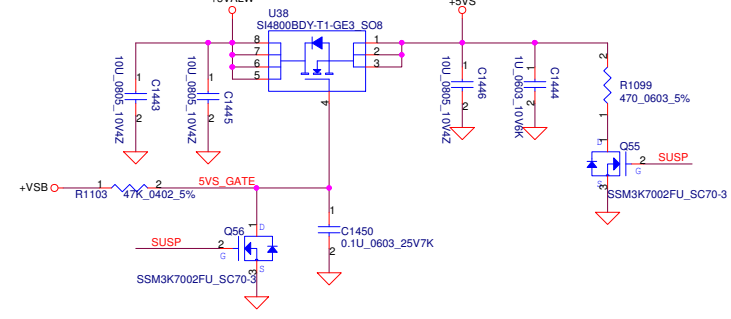 +5VS
U38
SI4800BDY-T1-GE3_SO8
8
7
6
5
1
2
3
4
10U_0805_10V4Z
1
2
C1443
10U_0805_10V4Z
1
2
C1445
10U_0805_10V4Z
1
2
C1446
1U_0603_10V6K
1
2
C1444
2
R1099
470_0603_5%
1
D
1
Q55
2
G
SUSP
S
3
SSM3K7002FU_SC70-3
+VSB
1
2
5VS_GATE
R1103
47K_0402_5%
1
D
Q56
SUSP
2
G
S
3
SSM3K7002FU_SC70-3
1
C1450
0.1U_0603_25V7K
2